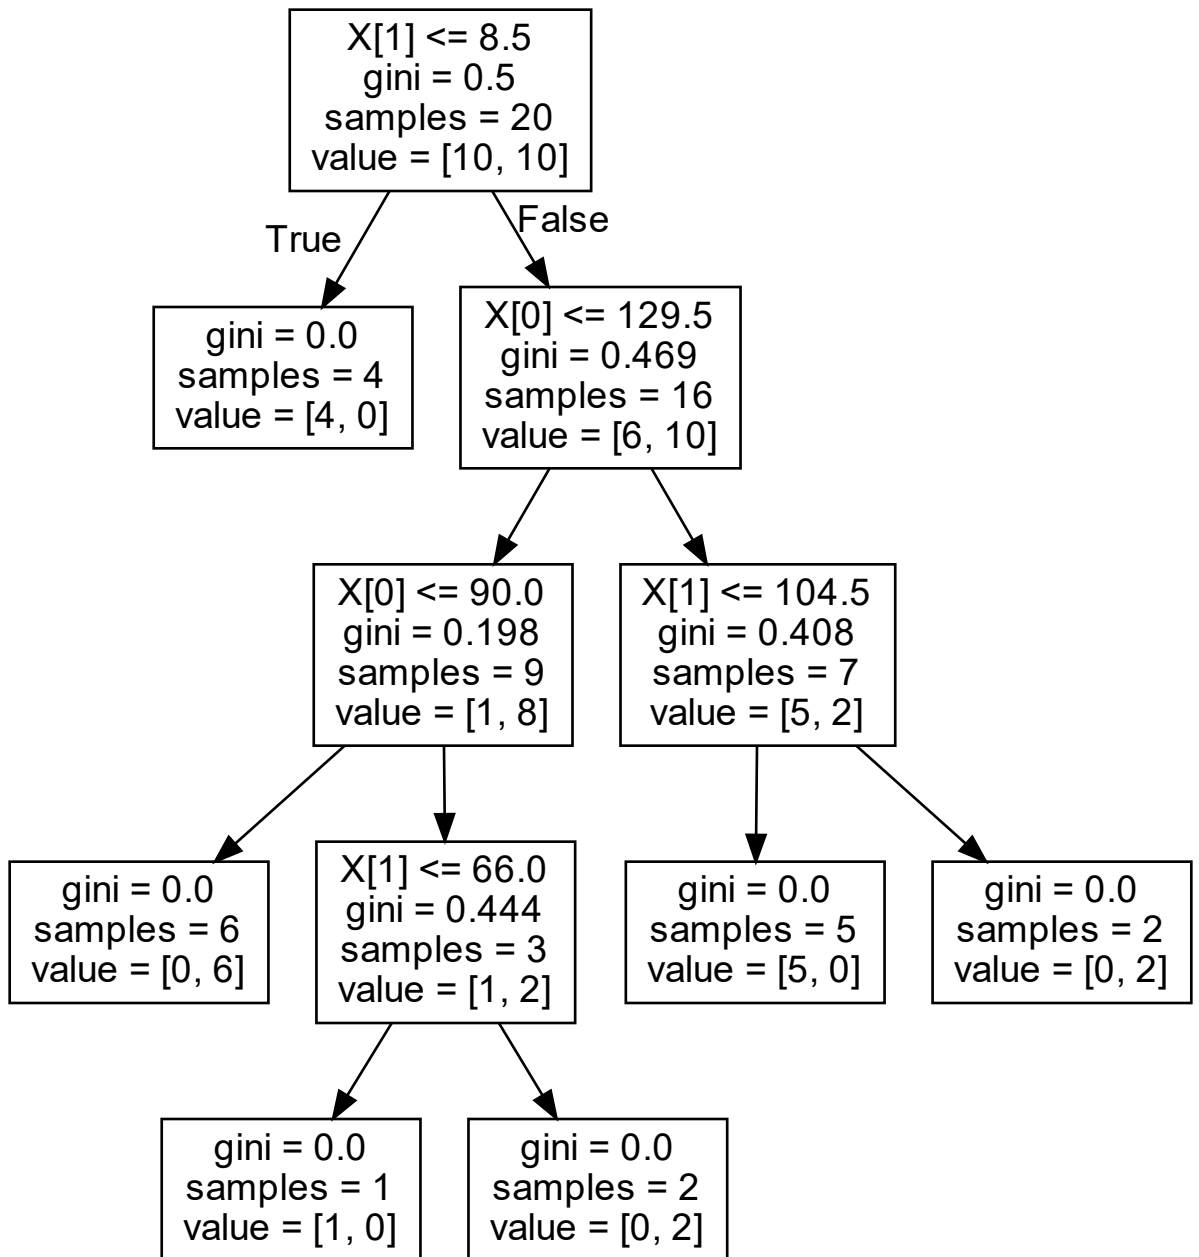 X[1] <= 8.5
gini = 0.5
samples = 20
value = [10, 10]
True
False
gini = 0.0
samples = 4
value = [4, 0]
X[0] <= 129.5
gini = 0.469
samples = 16
value = [6, 10]
X[0] <= 90.0
gini = 0.198
samples = 9
value = [1, 8]
X[1] <= 104.5
gini = 0.408
samples = 7
value = [5, 2]
gini = 0.0
samples = 6
value = [0, 6]
X[1] <= 66.0
gini = 0.444
samples = 3
value = [1, 2]
gini = 0.0
samples = 5
value = [5, 0]
gini = 0.0
samples = 2
value = [0, 2]
gini = 0.0
samples = 1
value = [1, 0]
gini = 0.0
samples = 2
value = [0, 2]